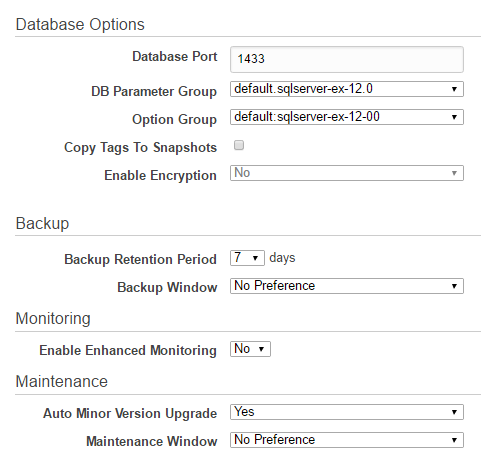 Database Options
Database Port 1433
DB Parameter Group default.sqlserver-ex-12.0
Option Group default:sqlserver-ex-12-00
Copy Tags To Snapshots
Enable Encryption No
Backup
Backup Retention Period 7 days
Backup Window No Preference
Monitoring
Enable Enhanced Monitoring No
Maintenance
Auto Minor Version Upgrade Yes
Maintenance Window No Preference